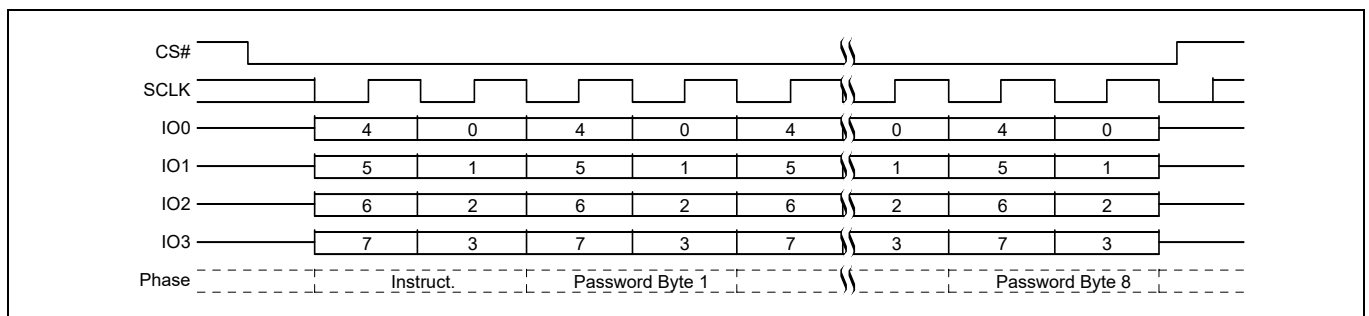 CS#
SCLK
IO0 4 0 4 0 4 0 4 0
IO1 5 1 5 1 5 1 5 1
IO2 6 2 6 2 6 2 6 2
IO3 7 3 7 3 7 3 7 3
Phase Instruct. Password Byte 1 Password Byte 8